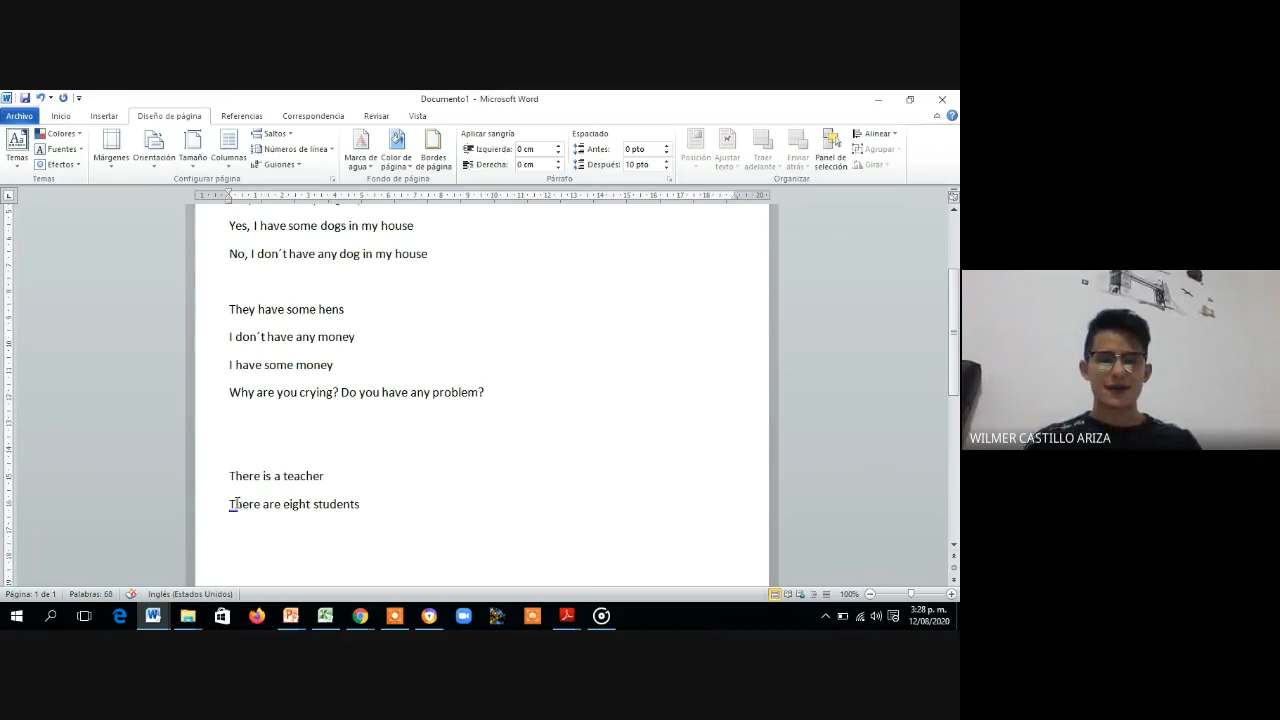 Documento1 - Microsoft Word
Archivo Inicio Insertar Diseño de página Referencias Correspondencia Revisar Vista
Temas Colores Fuentes Efectos
Temas
Márgenes Orientación Tamaño Columnas Saltos Números de línea Guiones
Configurar página
Marca de agua Color de página Bordes de página
Fondo de página
Aplicar sangría Espaciado
Izquierda: 0 cm Antes: 0 pto
Derecha: 0 cm Después: 10 pto
Párrafo
Posición Ajustar texto Traer adelante Enviar atrás Panel de selección Alinear Agrupar Girar
Organizar
Yes, I have some dogs in my house
No, I don´t have any dog in my house
They have some hens
I don´t have any money
I have some money
Why are you crying? Do you have any problem?
There is a teacher
There are eight students
WILMER CASTILLO ARIZA
Página: 1 de 1 Palabras: 68 Inglés (Estados Unidos) 100%
3:28 p. m.
12/08/2020